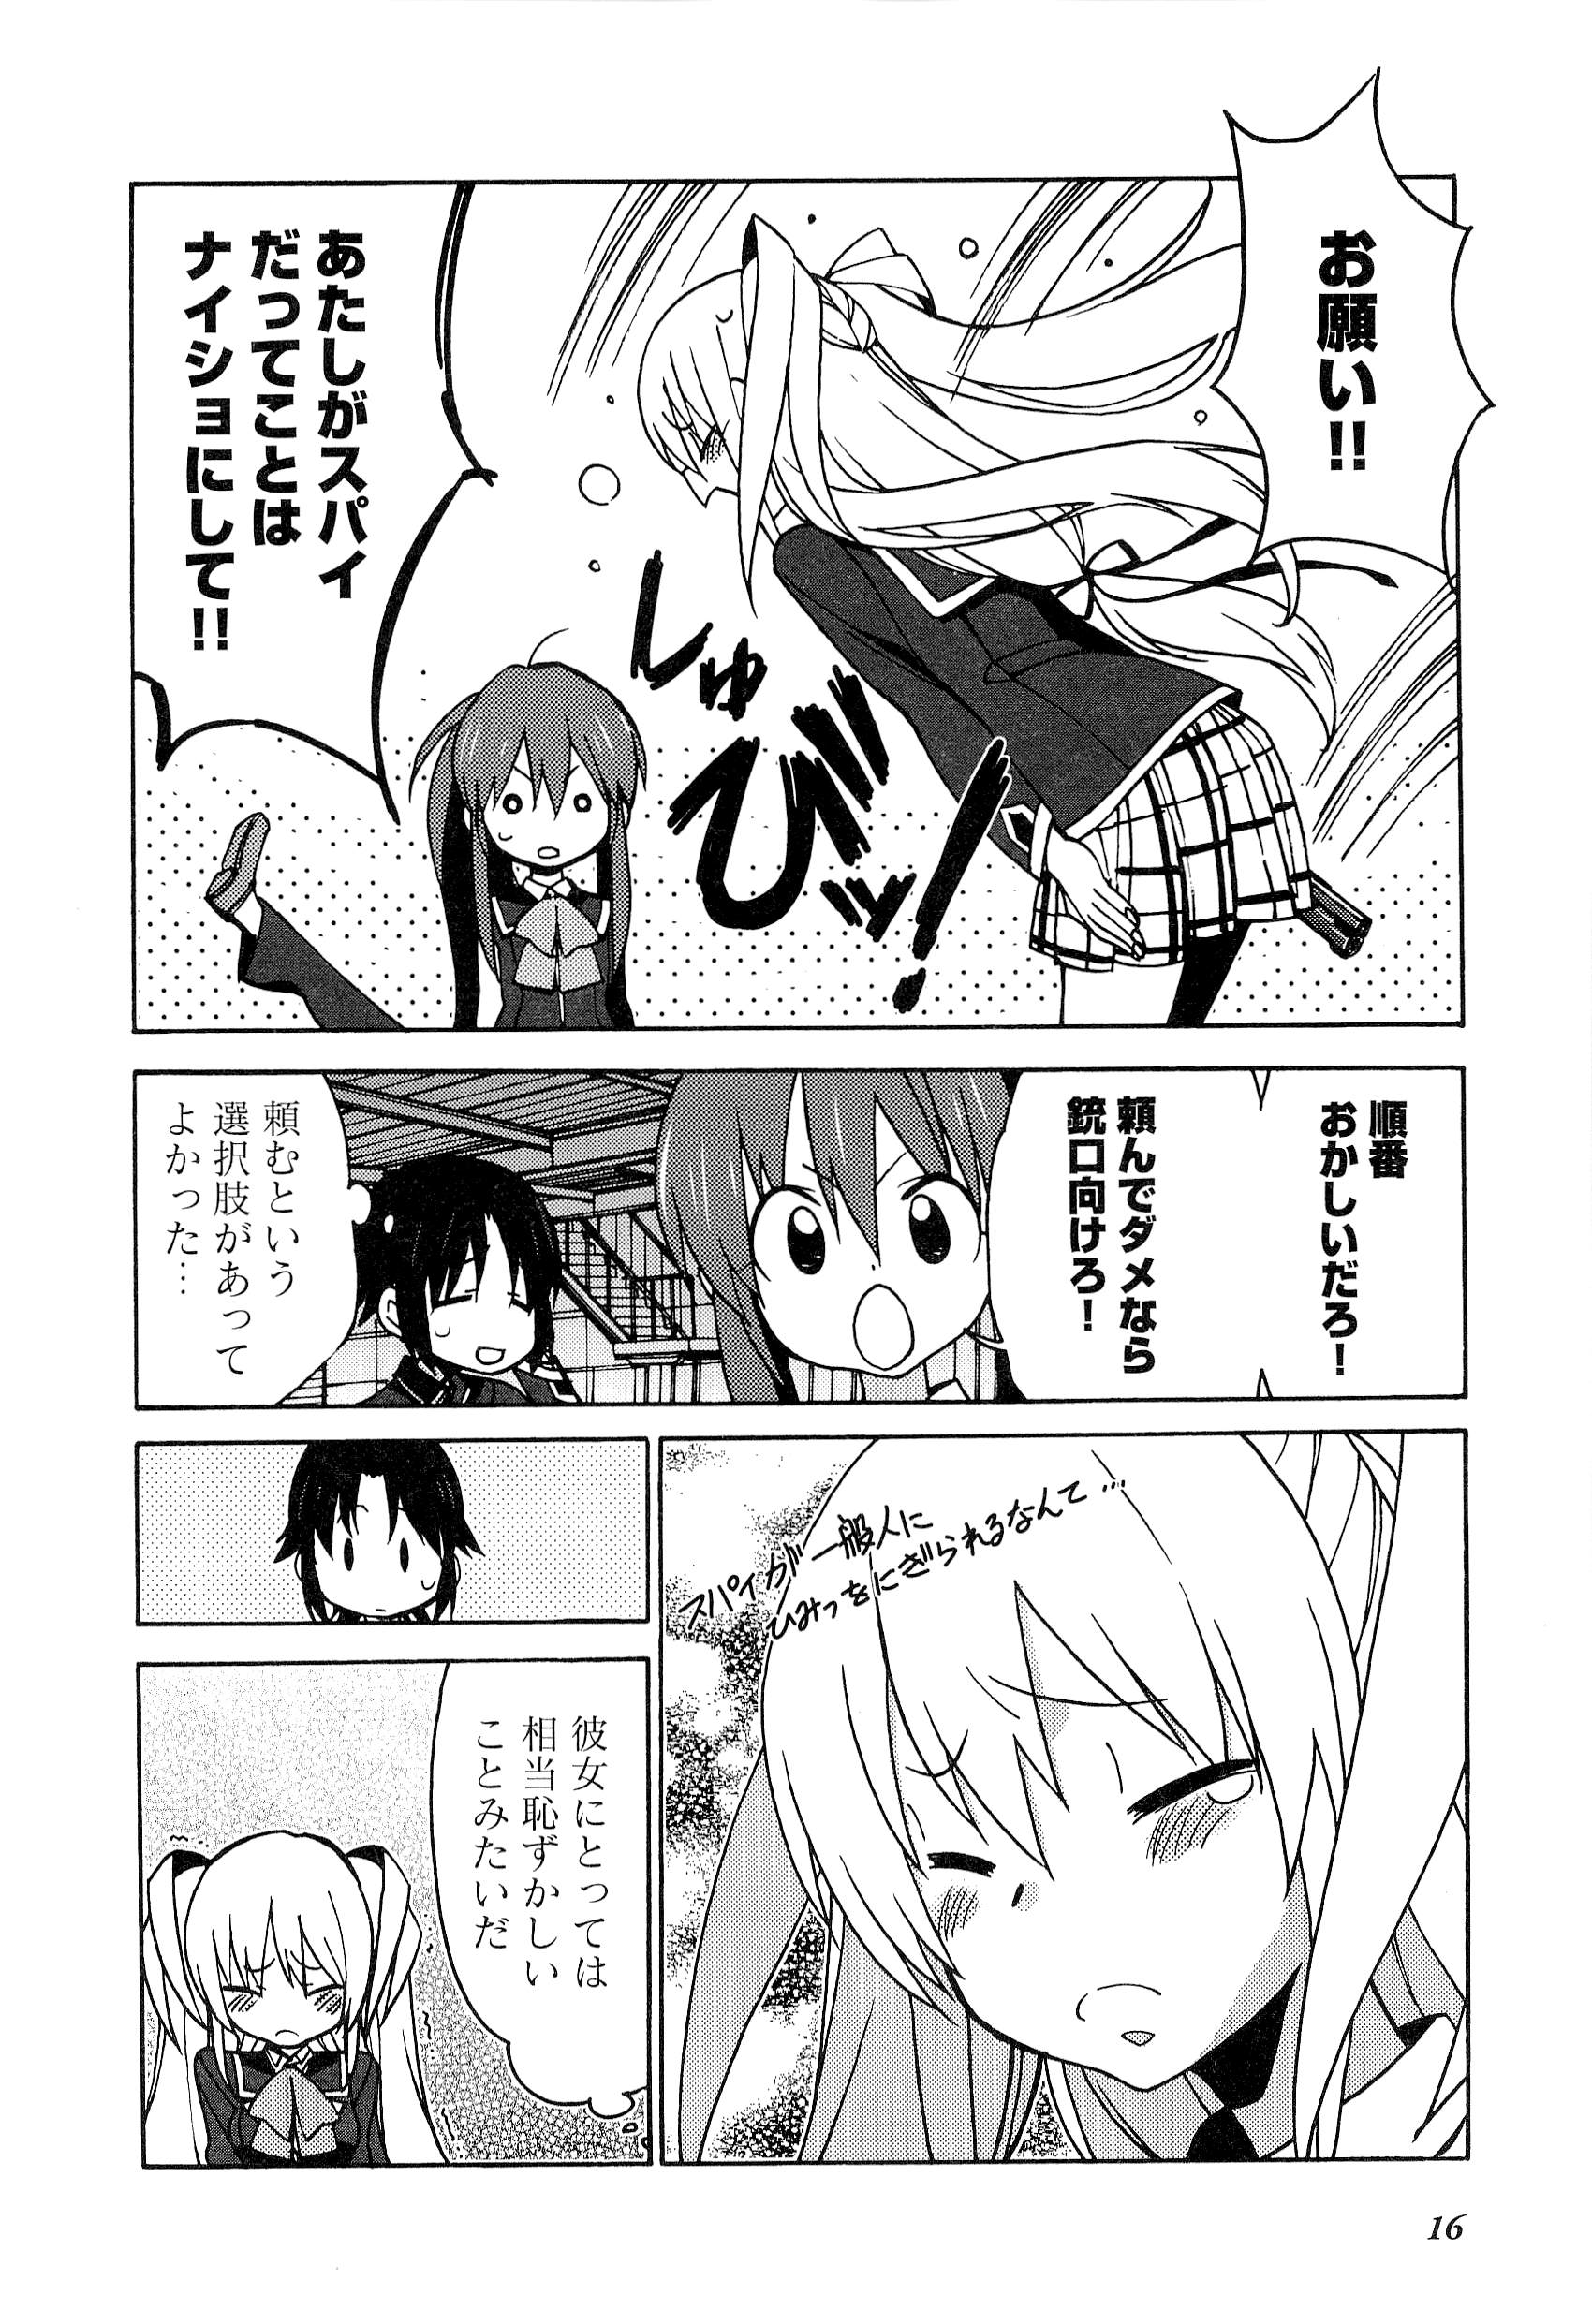 お願い!!
あたしがスパイ
だってことは
ナイショにして!!
しゅびッ!
順番
おかしいだろ!
頼んでダメなら
銃口向けろ!
頼むという
選択肢があって
よかった…
スパイが一般人に
ひみつをにぎられるなんて…
彼女にとっては
相当恥ずかしい
ことみたいだ
16